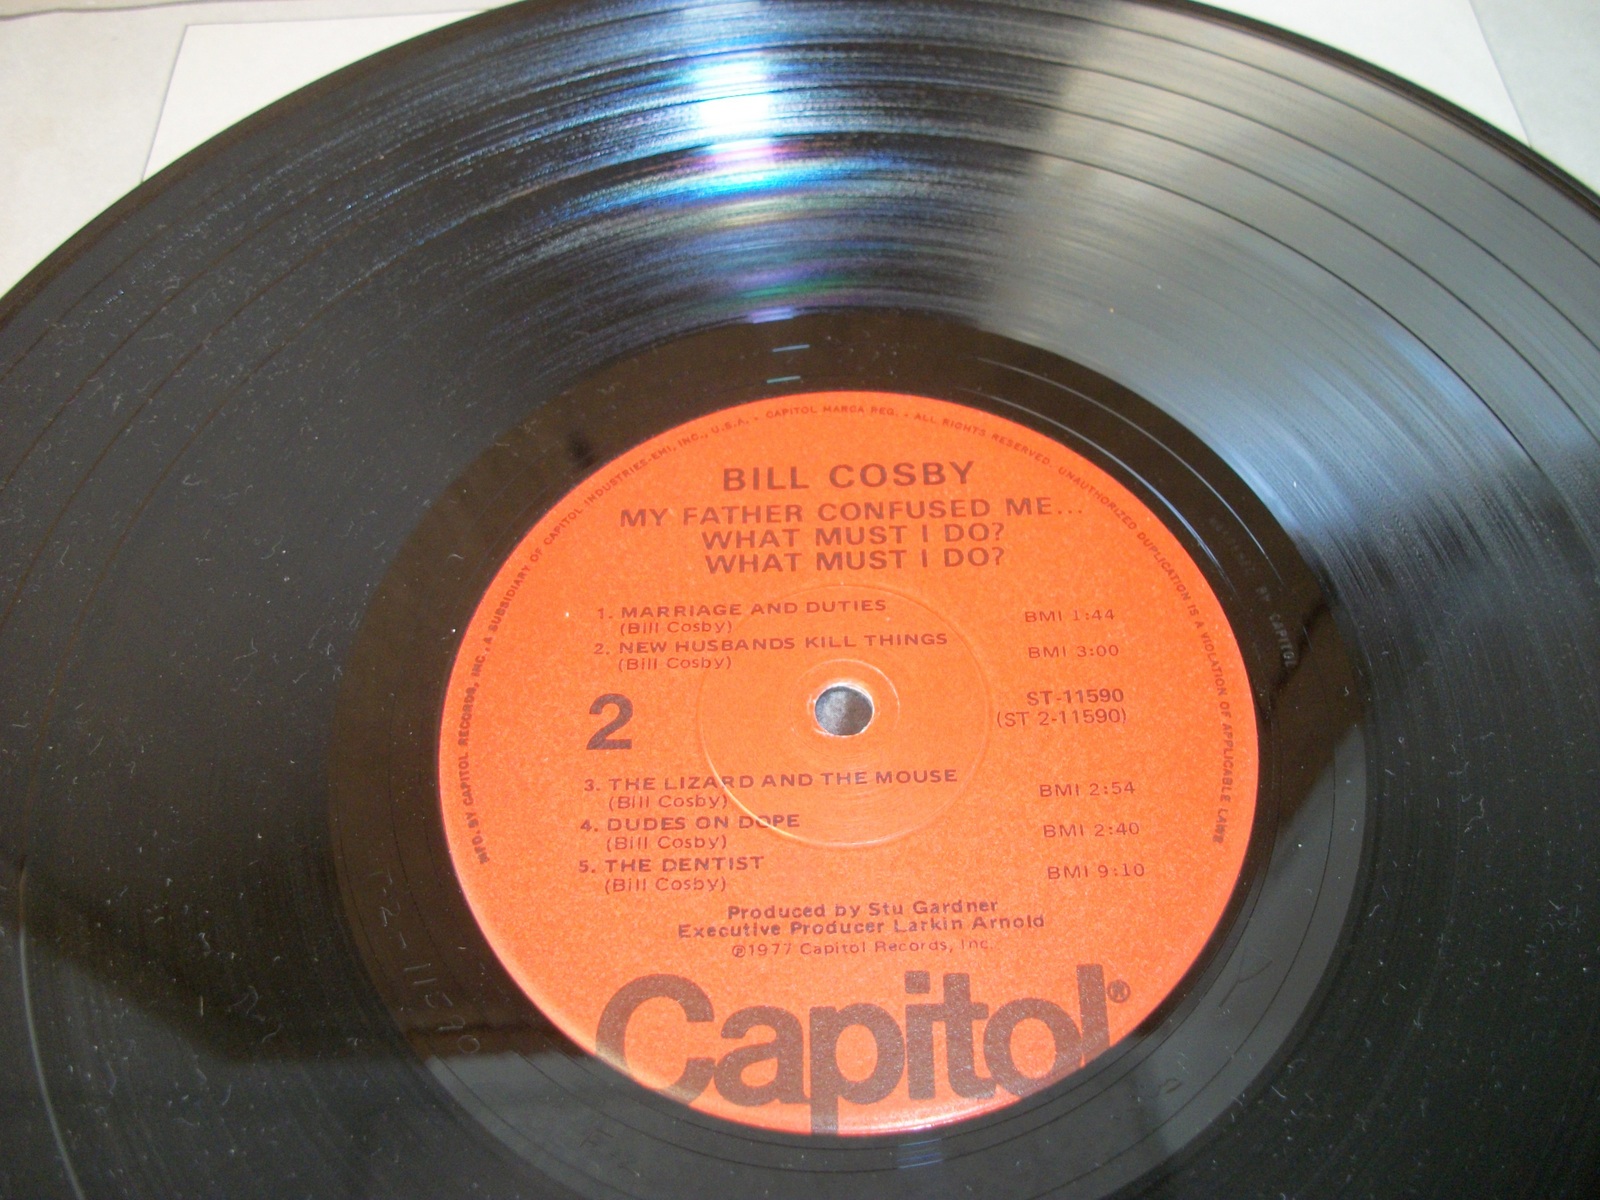 MFD. BY CAPITOL RECORDS, INC., A SUBSIDIARY OF CAPITOL INDUSTRIES-EMI, INC., U.S.A. • CAPITOL MARCA REG. • ALL RIGHTS RESERVED. UNAUTHORIZED DUPLICATION IS A VIOLATION OF APPLICABLE LAWS
BILL COSBY
MY FATHER CONFUSED ME...
WHAT MUST I DO?
WHAT MUST I DO?
1. MARRIAGE AND DUTIES BMI 1:44
(Bill Cosby)
2. NEW HUSBANDS KILL THINGS BMI 3:00
(Bill Cosby)
2
ST-11590
(ST 2-11590)
3. THE LIZARD AND THE MOUSE BMI 2:54
(Bill Cosby)
4. DUDES ON DOPE BMI 2:40
(Bill Cosby)
5. THE DENTIST BMI 9:10
(Bill Cosby)
Produced by Stu Gardner
Executive Producer Larkin Arnold
℗1977 Capitol Records, Inc.
Capitol®
BY CAPITOL